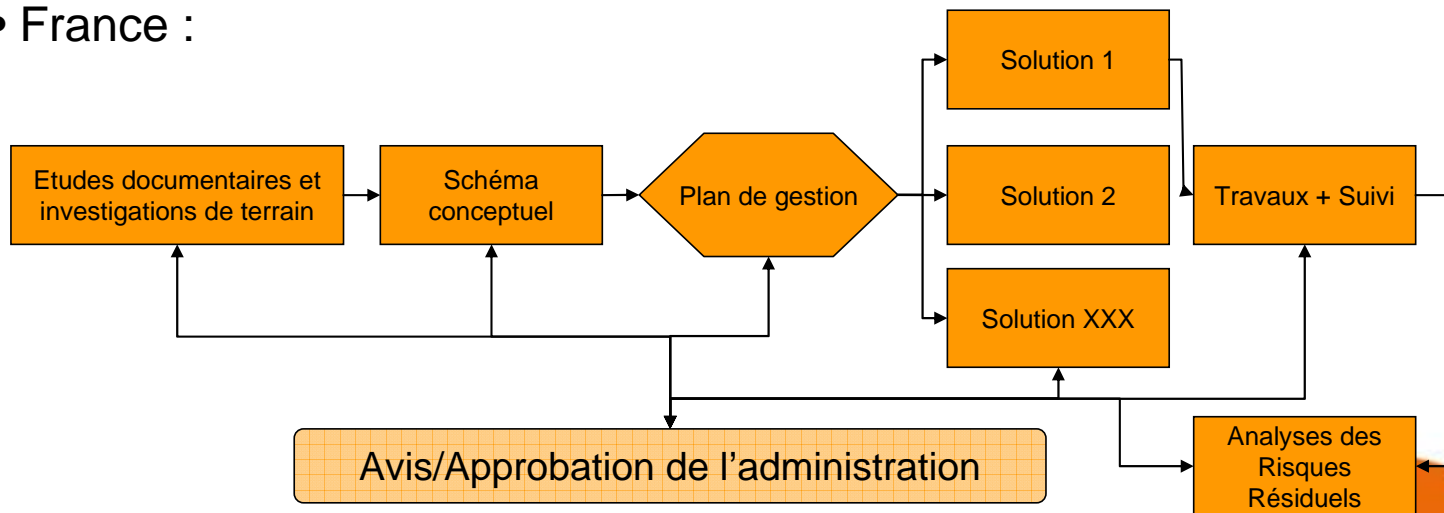 • France :
Solution 1
Etudes documentaires et
investigations de terrain
Schéma
conceptuel
Plan de gestion
Solution 2
Travaux + Suivi
Solution XXX
Avis/Approbation de l’administration
Analyses des
Risques
Résiduels